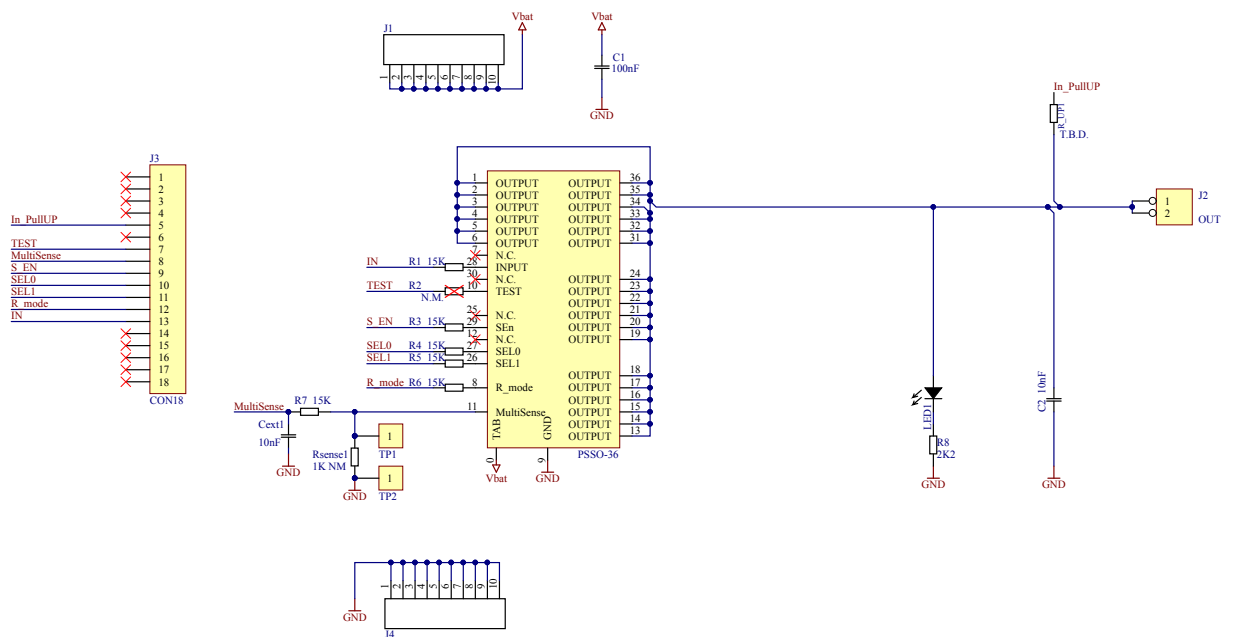 J1
1 2 3 4 5 6 7 8 9 10
Vbat
Vbat
C1
100nF
GND
In_PullUP
R_UP1
T.B.D.
J3
1
2
3
4
In_PullUP 5
6
TEST 7
MultiSense 8
S_EN 9
SEL0 10
SEL1 11
R_mode 12
IN 13
14
15
16
17
18
CON18
1 OUTPUT OUTPUT 36
2 OUTPUT OUTPUT 35
3 OUTPUT OUTPUT 34
4 OUTPUT OUTPUT 33
5 OUTPUT OUTPUT 32
6 OUTPUT OUTPUT 31
7 N.C.
IN R1 15K 28 INPUT
30 N.C. OUTPUT 24
TEST R2 N.M. 10 TEST OUTPUT 23
OUTPUT 22
25 N.C. OUTPUT 21
S_EN R3 15K 29 SEn OUTPUT 20
12 N.C. OUTPUT 19
SEL0 R4 15K 27 SEL0
SEL1 R5 15K 26 SEL1
OUTPUT 18
R_mode R6 15K 8 R_mode OUTPUT 17
OUTPUT 16
MultiSense R7 15K 11 MultiSense OUTPUT 15
OUTPUT 14
OUTPUT 13
TAB
GND
0
9
PSSO-36
Vbat
GND
Cext1
10nF
GND
Rsense1
1K NM
GND
1
TP1
1
TP2
J2
1
2
OUT
LED1
R8
2K2
GND
C2 10nF
GND
1 2 3 4 5 6 7 8 9 10
GND
J4